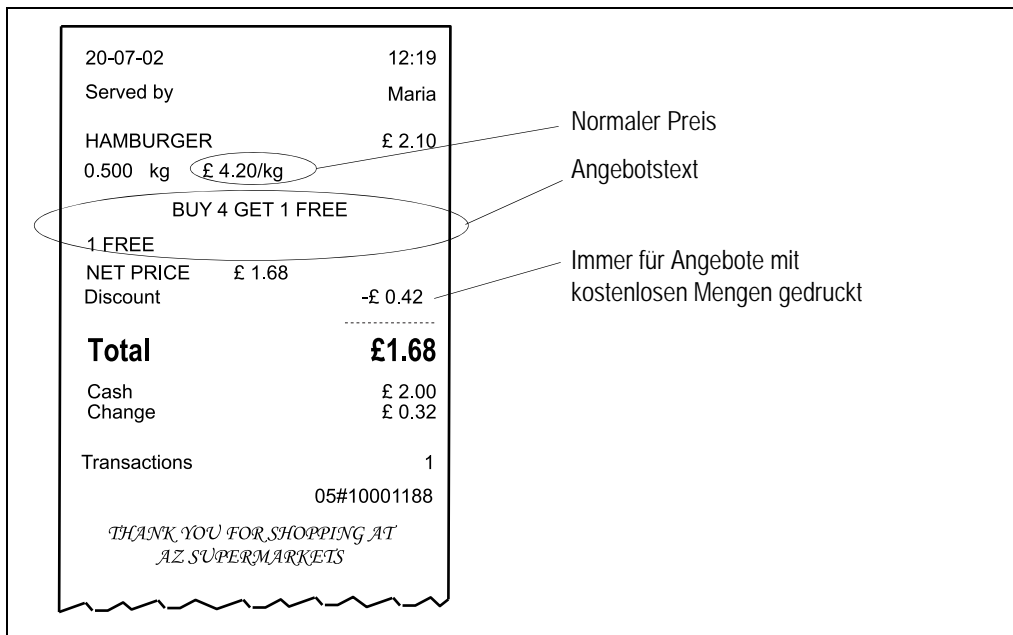 20-07-02 12:19
Served by Maria
HAMBURGER £ 2.10
0.500 kg £ 4.20/kg
BUY 4 GET 1 FREE
1 FREE
NET PRICE £ 1.68
Discount -£ 0.42
Total £1.68
Cash £ 2.00
Change £ 0.32
Transactions 1
05#10001188
THANK YOU FOR SHOPPING AT
AZ SUPERMARKETS
Normaler Preis
Angebotstext
Immer für Angebote mit
kostenlosen Mengen gedruckt